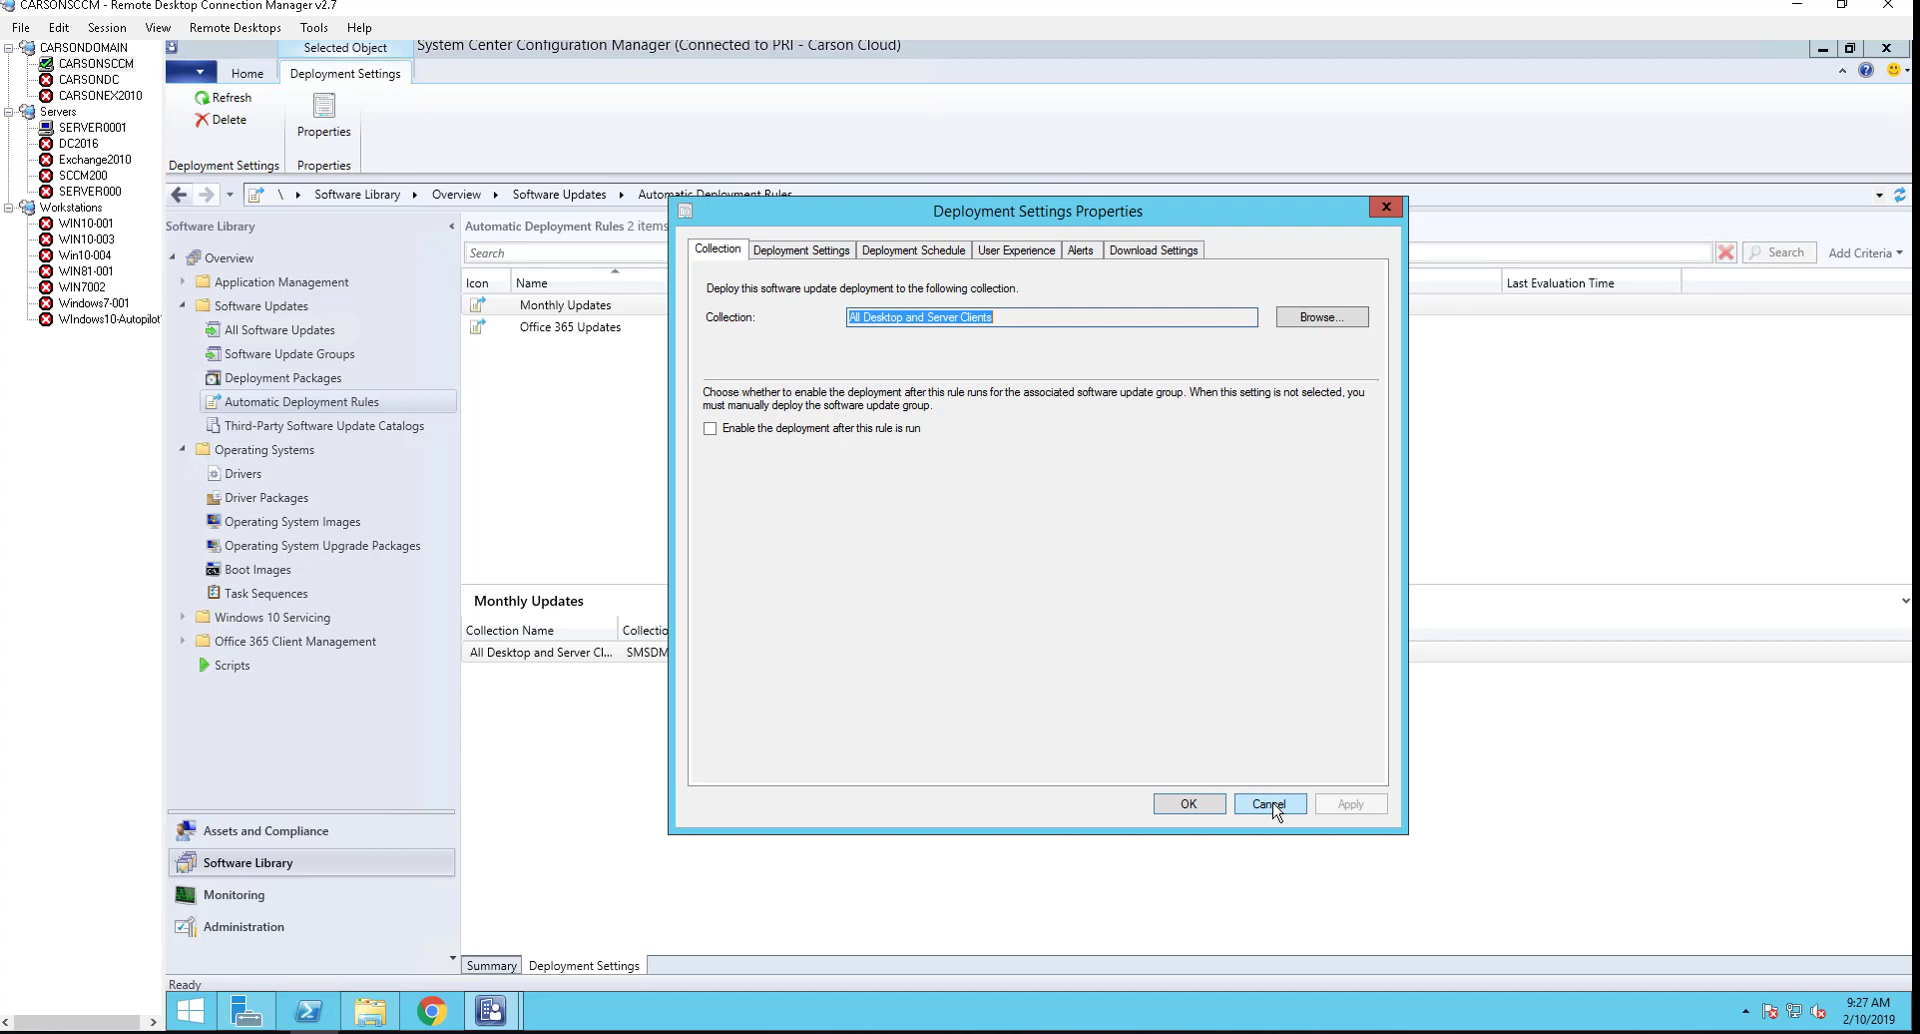 CARSONSCCM - Remote Desktop Connection Manager v2.7
File Edit Session View Remote Desktops Tools Help
CARSONDOMAIN
CARSONSCCM
CARSONDC
CARSONEX2010
Servers
SERVER0001
DC2016
Exchange2010
SCCM200
SERVER000
Workstations
WIN10-001
WIN10-003
Win10-004
WIN81-001
WIN7002
Windows7-001
WIndows10-Autopilot
Selected Object
System Center Configuration Manager (Connected to PRI - Carson Cloud)
Home
Deployment Settings
Refresh
Delete
Properties
Deployment Settings
Properties
\ Software Library Overview Software Updates Automatic Deployment Rules
Software Library
Overview
Application Management
Software Updates
All Software Updates
Software Update Groups
Deployment Packages
Automatic Deployment Rules
Third-Party Software Update Catalogs
Operating Systems
Drivers
Driver Packages
Operating System Images
Operating System Upgrade Packages
Boot Images
Task Sequences
Windows 10 Servicing
Office 365 Client Management
Scripts
Assets and Compliance
Software Library
Monitoring
Administration
Automatic Deployment Rules 2 items
Search
Search
Add Criteria
Icon Name
Last Evaluation Time
Monthly Updates
Office 365 Updates
Monthly Updates
Collection Name Collectio
All Desktop and Server Cl... SMSDM
Summary Deployment Settings
Deployment Settings Properties
Collection Deployment Settings Deployment Schedule User Experience Alerts Download Settings
Deploy this software update deployment to the following collection.
Collection: All Desktop and Server Clients Browse...
Choose whether to enable the deployment after this rule runs for the associated software update group. When this setting is not selected, you
must manually deploy the software update group.
Enable the deployment after this rule is run
OK Cancel Apply
Ready
9:27 AM
2/10/2019